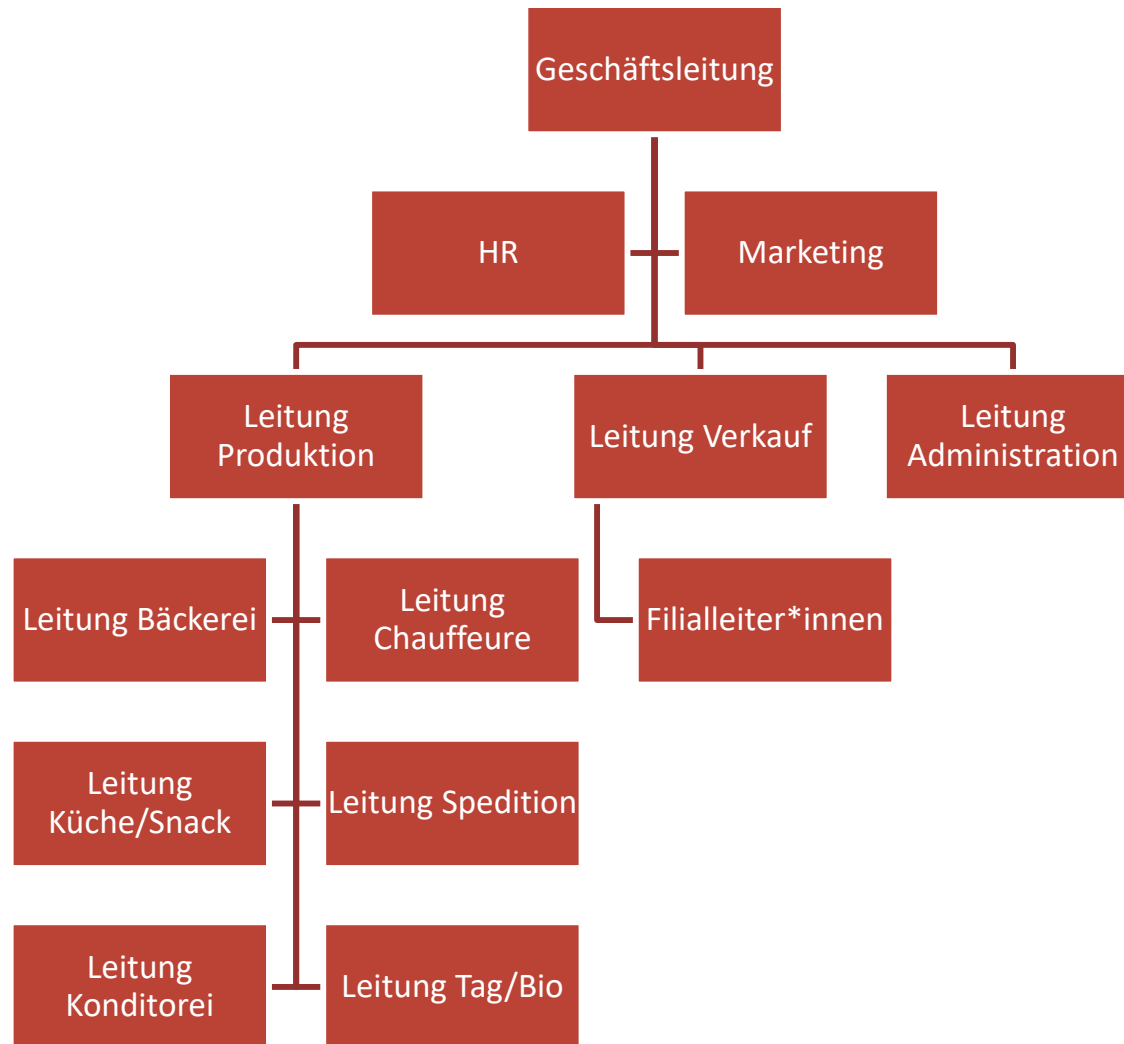 Geschäftsleitung
HR
Marketing
Leitung
Produktion
Leitung Verkauf
Leitung
Administration
Leitung Bäckerei
Leitung
Chauffeure
Filialleiter*innen
Leitung
Küche/Snack
Leitung Spedition
Leitung
Konditorei
Leitung Tag/Bio